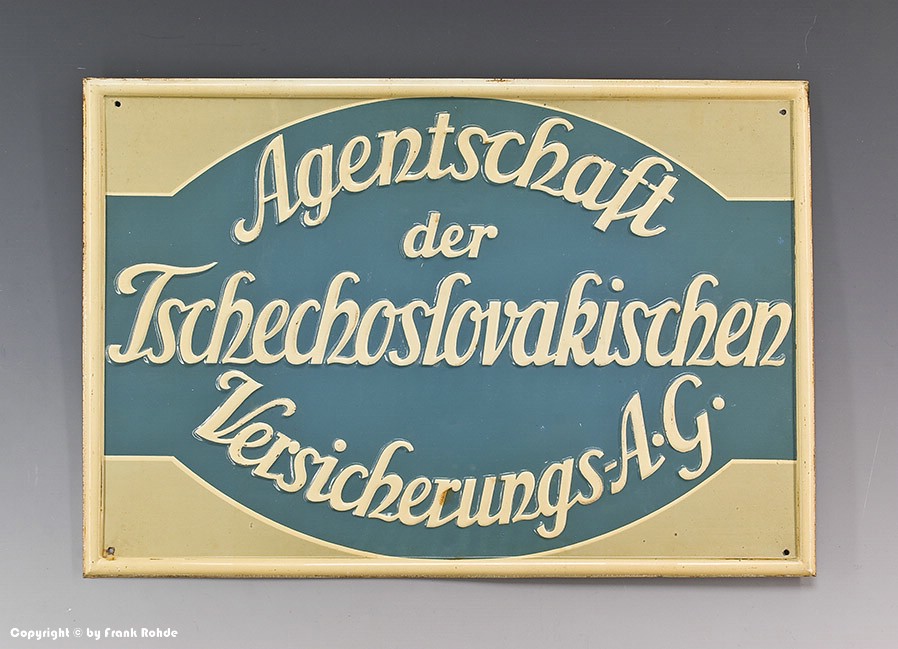 Agentschaft
der
Tschechoslovakischen
Versicherungs-A.G.
Copyright © by Frank Rohde